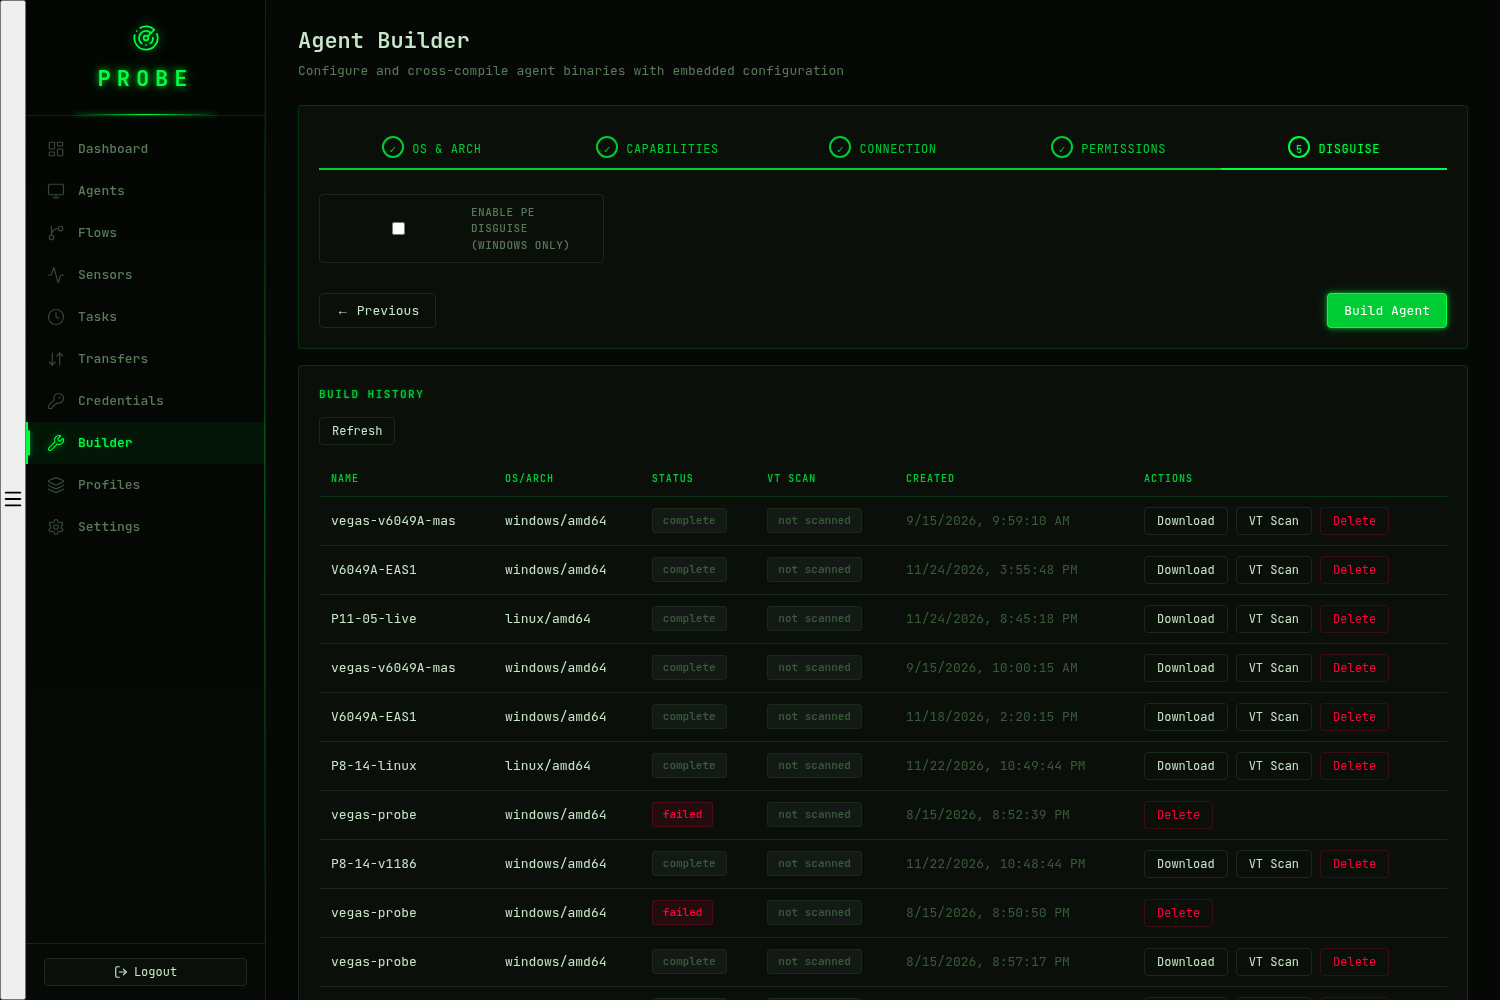 PROBE
Dashboard
Agents
Flows
Sensors
Tasks
Transfers
Credentials
Builder
Profiles
Settings
Logout
Agent Builder
Configure and cross-compile agent binaries with embedded configuration
✓ OS & ARCH ✓ CAPABILITIES ✓ CONNECTION ✓ PERMISSIONS 5 DISGUISE
ENABLE PE
DISGUISE
(WINDOWS ONLY)
← Previous Build Agent
BUILD HISTORY
Refresh
NAME OS/ARCH STATUS VT SCAN CREATED ACTIONS
vegas-v6049A-mas windows/amd64 complete not scanned 9/15/2026, 9:59:10 AM Download VT Scan Delete
V6049A-EAS1 windows/amd64 complete not scanned 11/24/2026, 3:55:48 PM Download VT Scan Delete
P11-05-live linux/amd64 complete not scanned 11/24/2026, 8:45:18 PM Download VT Scan Delete
vegas-v6049A-mas windows/amd64 complete not scanned 9/15/2026, 10:00:15 AM Download VT Scan Delete
V6049A-EAS1 windows/amd64 complete not scanned 11/18/2026, 2:20:15 PM Download VT Scan Delete
P8-14-linux linux/amd64 complete not scanned 11/22/2026, 10:49:44 PM Download VT Scan Delete
vegas-probe windows/amd64 failed not scanned 8/15/2026, 8:52:39 PM Delete
P8-14-v1186 windows/amd64 complete not scanned 11/22/2026, 10:48:44 PM Download VT Scan Delete
vegas-probe windows/amd64 failed not scanned 8/15/2026, 8:50:50 PM Delete
vegas-probe windows/amd64 complete not scanned 8/15/2026, 8:57:17 PM Download VT Scan Delete